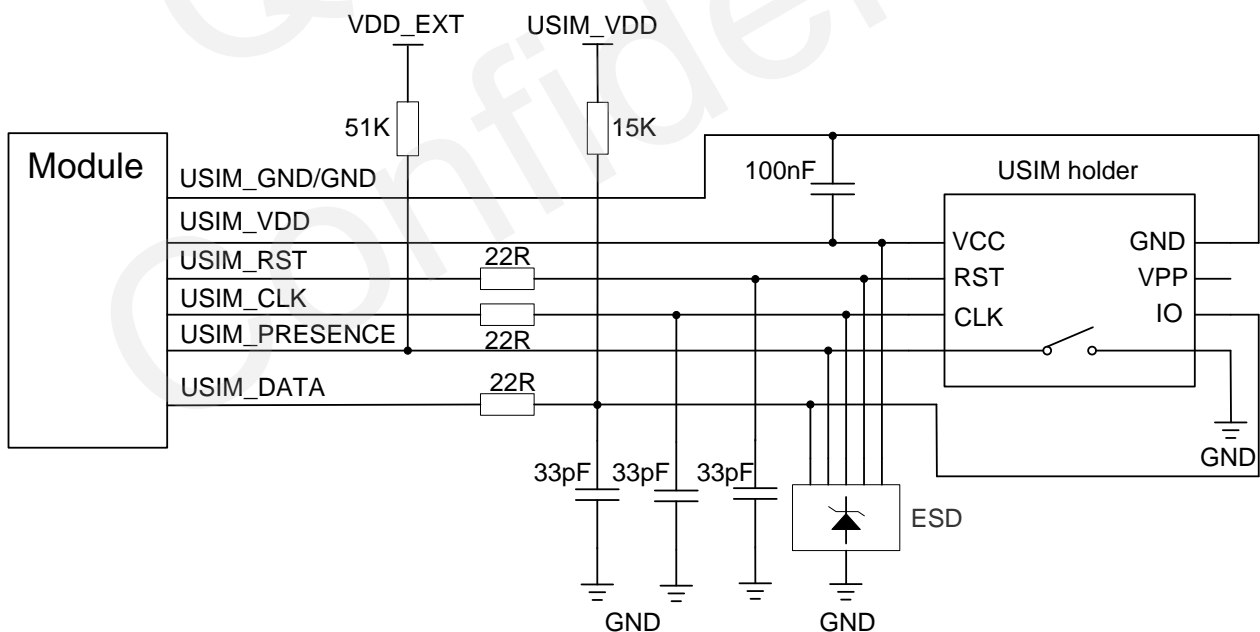 VDD_EXT
USIM_VDD
51K
15K
Module
USIM_GND/GND
100nF
USIM holder
USIM_VDD
VCC
GND
USIM_RST
22R
RST
VPP
USIM_CLK
CLK
IO
USIM_PRESENCE
22R
USIM_DATA
22R
GND
33pF
33pF
33pF
ESD
GND
GND